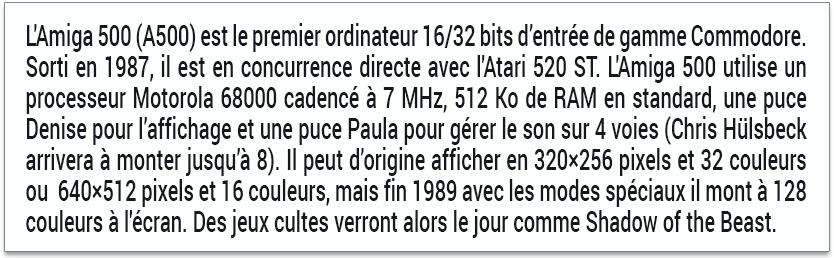 L'Amiga 500 (A500) est le premier ordinateur 16/32 bits d’entrée de gamme Commodore.
Sorti en 1987, il est en concurrence directe avec l'Atari 520 ST. L'Amiga 500 utilise un
processeur Motorola 68000 cadencé à 7 MHz, 512 Ko de RAM en standard, une puce
Denise pour l’affichage et une puce Paula pour gérer le son sur 4 voies (Chris Hülsbeck
arrivera à monter jusqu’à 8). Il peut d’origine afficher en 320×256 pixels et 32 couleurs
ou  640×512 pixels et 16 couleurs, mais fin 1989 avec les modes spéciaux il mont à 128
couleurs à l’écran. Des jeux cultes verront alors le jour comme Shadow of the Beast.